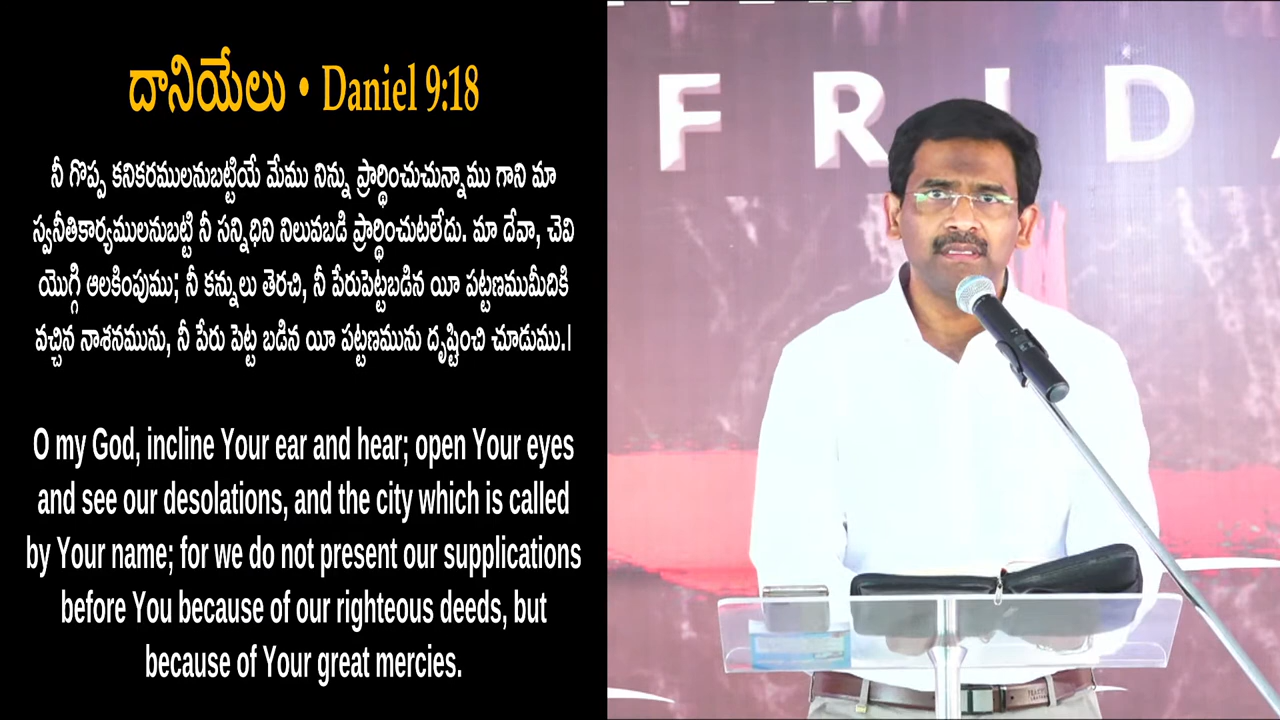 దానియేలు • Daniel 9:18
నీ గొప్ప కనికరములనుబట్టియే మేము నిన్ను ప్రార్థించుచున్నాము గాని మా
స్వనీతికార్యములనుబట్టి నీ సన్నిధిని నిలువబడి ప్రార్థించుటలేదు. మా దేవా, చెవి
యొగ్గి ఆలకింపుము; నీ కన్నులు తెరచి, నీ పేరుపెట్టబడిన యీ పట్టణముమీదికి
వచ్చిన నాశనమును, నీ పేరు పెట్ట బడిన యీ పట్టణమును దృష్టించి చూడుము.|
O my God, incline Your ear and hear; open Your eyes
and see our desolations, and the city which is called
by Your name; for we do not present our supplications
before You because of our righteous deeds, but
because of Your great mercies.
FRID